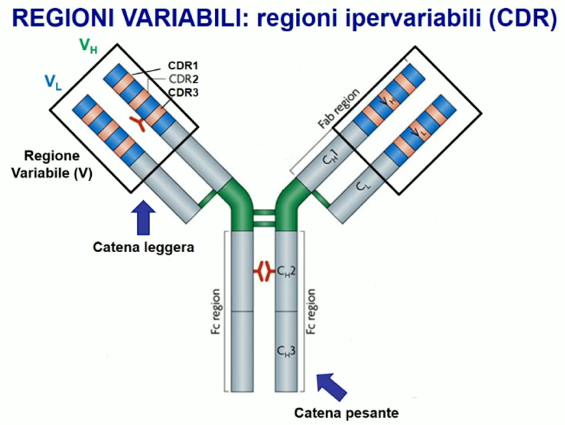 REGIONI VARIABILI: regioni ipervariabili (CDR)
VH
VL
CDR1
CDR2
CDR3
Regione
Variabile (V)
Catena leggera
Fab region
VH
VL
CH1
CL
Fc region
CH2
CH3
Fc region
Catena pesante